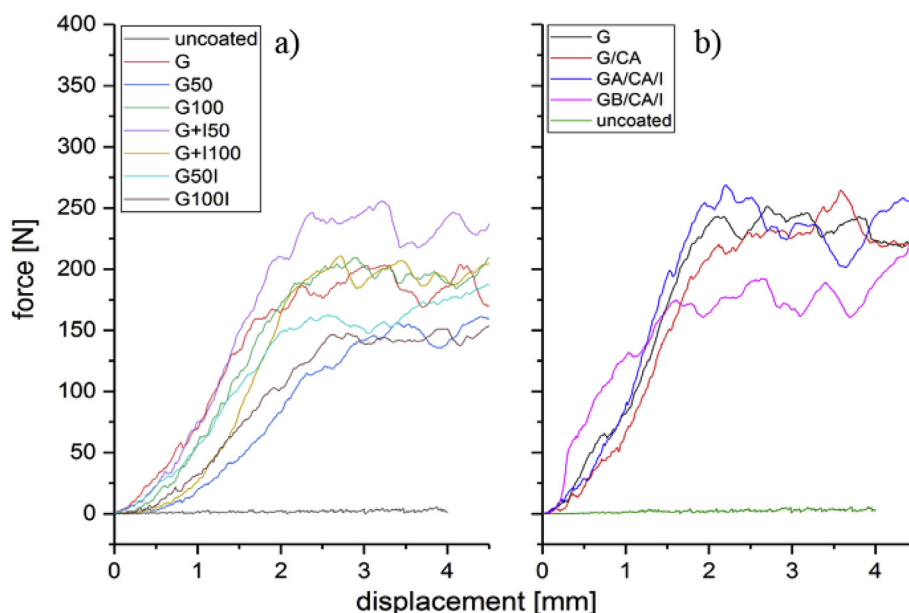 400
350
300
250
200
150
100
50
0
force [N]
uncoated
G
G50
G100
G+I50
G+I100
G50I
G100I
a)
G
G/CA
GA/CA/I
GB/CA/I
uncoated
b)
0 1 2 3 4
0 1 2 3 4
displacement [mm]